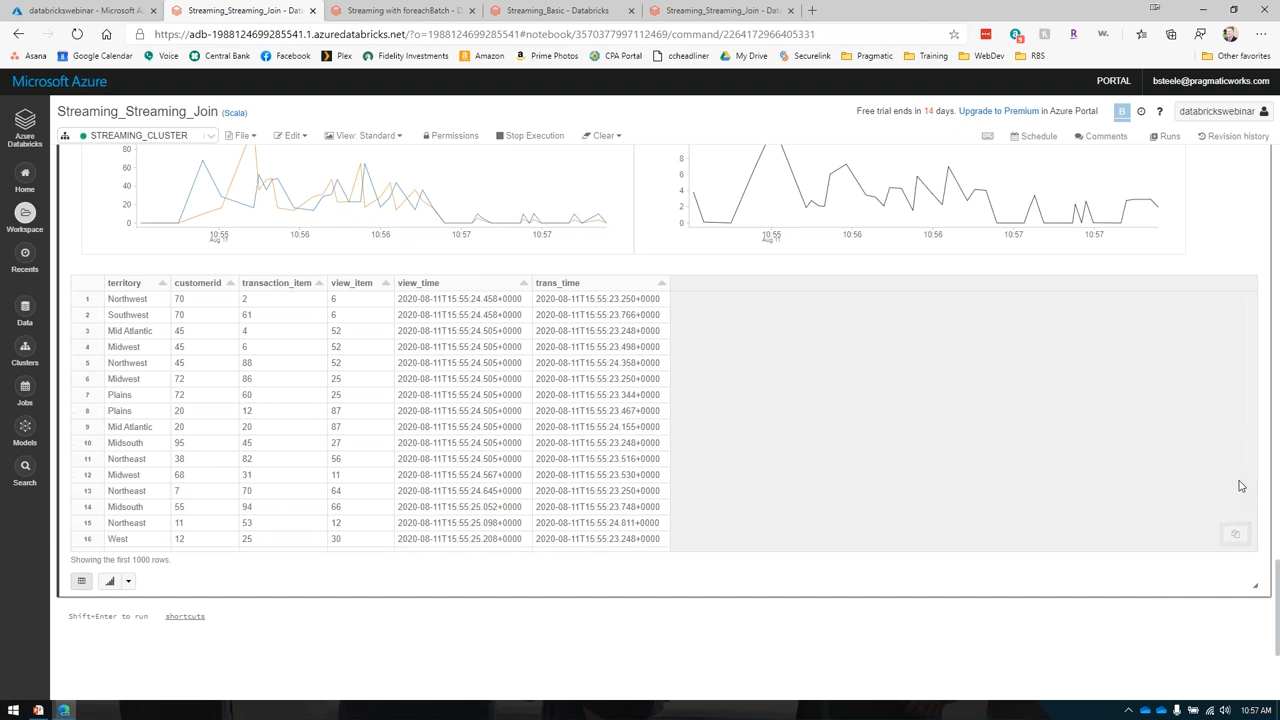 databrickswebinar - Microsoft A
Streaming_Streaming_Join - Dat
Streaming with foreachBatch - D
Streaming_Basic - Databricks
Streaming_Streaming_Join - Dat
https://adb-1988124699285541.1.azuredatabricks.net/?o=1988124699285541#notebook/3570377997112469/command/2264172966405331
Asana
Google Calendar
Voice
Central Bank
Facebook
Plex
Fidelity Investments
Amazon
Prime Photos
CPA Portal
ccheadliner
My Drive
Securelink
Pragmatic
Training
WebDev
RBS
Other favorites
Microsoft Azure
PORTAL
bsteele@pragmaticworks.com
Azure
Databricks
Home
Workspace
Recents
Data
Clusters
Jobs
Models
Search
Streaming_Streaming_Join (Scala)
Free trial ends in 14 days. Upgrade to Premium in Azure Portal
B
?
databrickswebinar
STREAMING_CLUSTER
File
Edit
View: Standard
Permissions
Stop Execution
Clear
Schedule
Comments
Runs
Revision history
80
60
40
20
0
10:55 10:56 10:56 10:57 10:57
Aug 11
8
6
4
2
0
10:55 10:56 10:56 10:57 10:57
Aug 11
territory customerid transaction_item view_item view_time trans_time
1 Northwest 70 2 6 2020-08-11T15:55:24.458+0000 2020-08-11T15:55:23.250+0000
2 Southwest 70 61 6 2020-08-11T15:55:24.458+0000 2020-08-11T15:55:23.766+0000
3 Mid Atlantic 45 4 52 2020-08-11T15:55:24.505+0000 2020-08-11T15:55:23.248+0000
4 Midwest 45 6 52 2020-08-11T15:55:24.505+0000 2020-08-11T15:55:23.498+0000
5 Northwest 45 88 52 2020-08-11T15:55:24.505+0000 2020-08-11T15:55:24.358+0000
6 Midwest 72 86 25 2020-08-11T15:55:24.505+0000 2020-08-11T15:55:23.250+0000
7 Plains 72 60 25 2020-08-11T15:55:24.505+0000 2020-08-11T15:55:23.344+0000
8 Plains 20 12 87 2020-08-11T15:55:24.505+0000 2020-08-11T15:55:23.467+0000
9 Mid Atlantic 20 20 87 2020-08-11T15:55:24.505+0000 2020-08-11T15:55:24.155+0000
10 Midsouth 95 45 27 2020-08-11T15:55:24.505+0000 2020-08-11T15:55:23.248+0000
11 Northeast 38 82 56 2020-08-11T15:55:24.505+0000 2020-08-11T15:55:23.516+0000
12 Midwest 68 31 11 2020-08-11T15:55:24.567+0000 2020-08-11T15:55:23.530+0000
13 Northeast 7 70 64 2020-08-11T15:55:24.645+0000 2020-08-11T15:55:23.250+0000
14 Midsouth 55 94 66 2020-08-11T15:55:25.052+0000 2020-08-11T15:55:23.748+0000
15 Northeast 11 53 12 2020-08-11T15:55:25.098+0000 2020-08-11T15:55:24.811+0000
16 West 12 25 30 2020-08-11T15:55:25.208+0000 2020-08-11T15:55:23.248+0000
Showing the first 1000 rows.
Shift+Enter to run shortcuts
10:57 AM